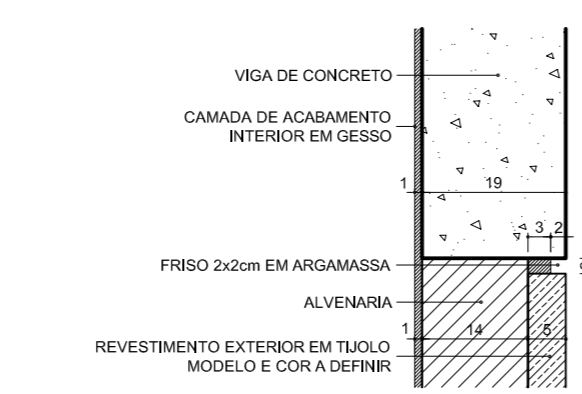 VIGA DE CONCRETO
CAMADA DE ACABAMENTO
INTERIOR EM GESSO
1 19
3 2
FRISO 2x2cm EM ARGAMASSA
ALVENARIA
1 14 5
REVESTIMENTO EXTERIOR EM TIJOLO
MODELO E COR A DEFINIR